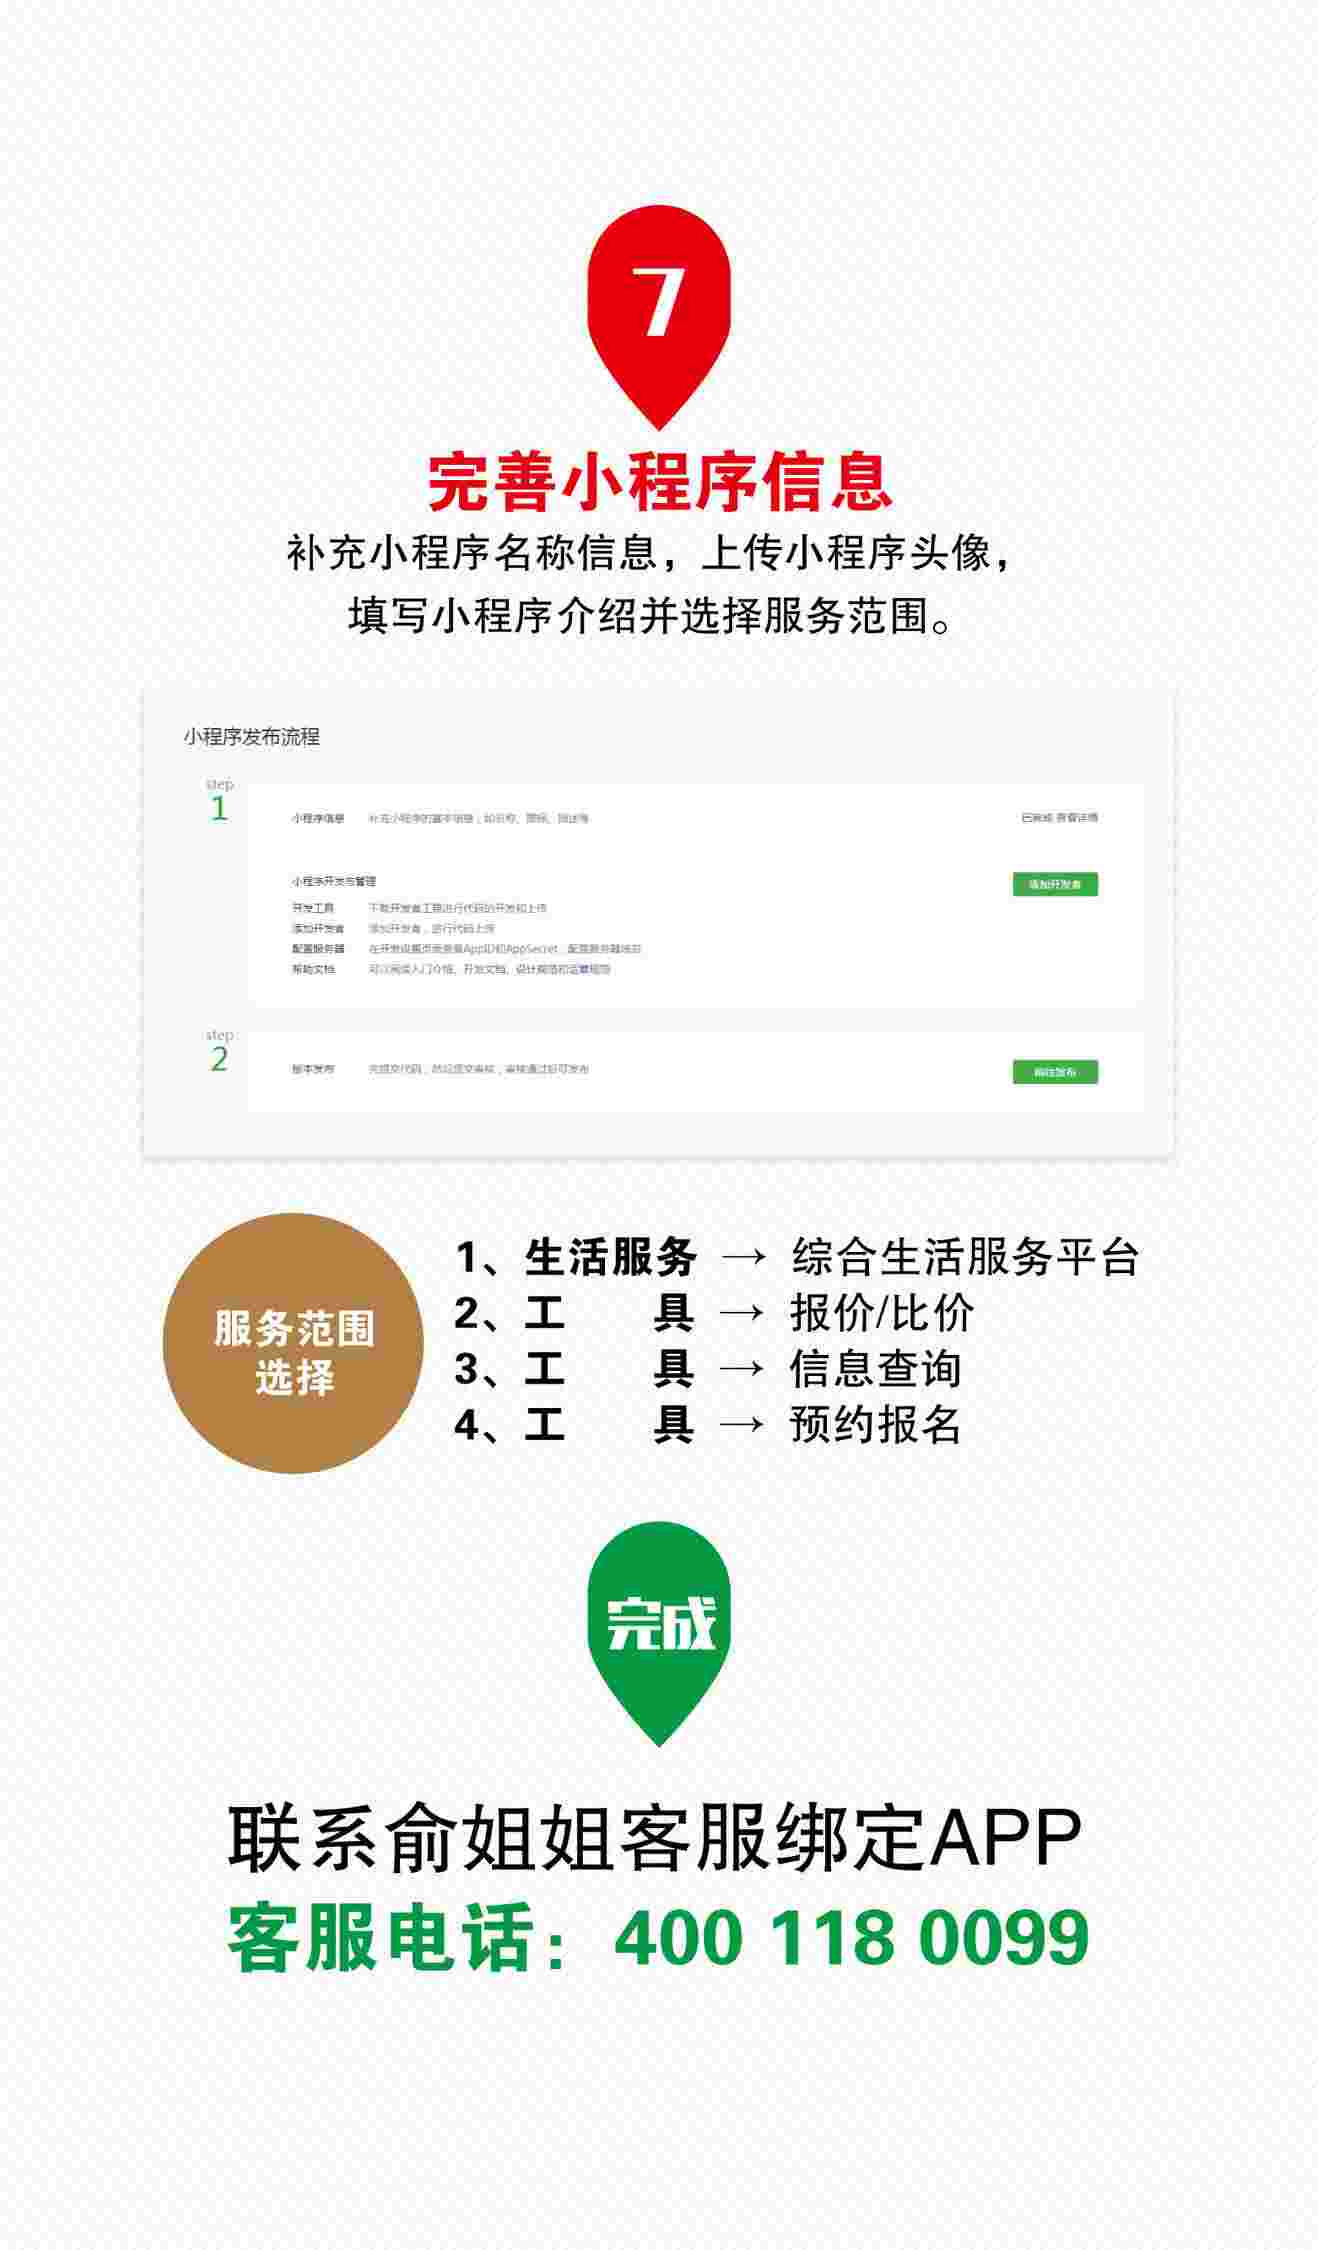 7
完善小程序信息
补充小程序名称信息，上传小程序头像，
填写小程序介绍并选择服务范围。
小程序发布流程
step
1
小程序信息 补充小程序的基本信息，如名称、图标、描述等 已完成 查看详情
小程序开发与管理 添加开发者
开发工具 下载开发者工具进行代码的开发和上传
添加开发者 添加开发者，进行代码上传
配置服务器 在开发设置页面查看AppID和AppSecret，配置服务器域名
帮助文档 可以阅读入门介绍、开发文档、设计规范和运营规范
step
2
版本发布 先提交代码，然后提交审核，审核通过后可发布 前往发布
服务范围
选择
1、生活服务 → 综合生活服务平台
2、工 具 → 报价/比价
3、工 具 → 信息查询
4、工 具 → 预约报名
完成
联系俞姐姐客服绑定APP
客服电话：400 118 0099